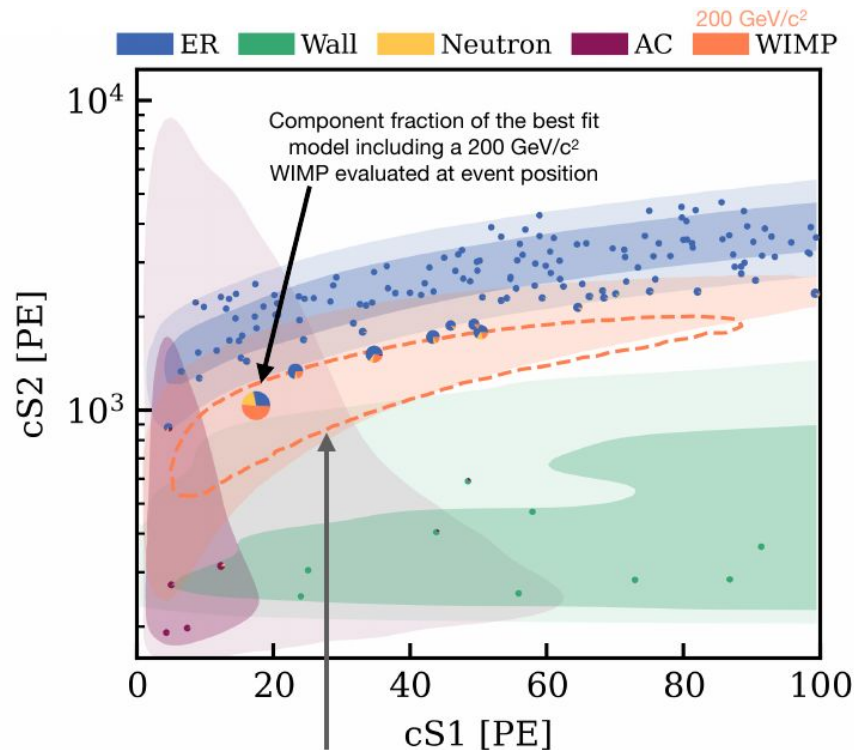 200 GeV/c²
ER Wall Neutron AC WIMP
10⁴
Component fraction of the best fit
model including a 200 GeV/c²
WIMP evaluated at event position
cS2 [PE]
10³
0 20 40 60 80 100
cS1 [PE]